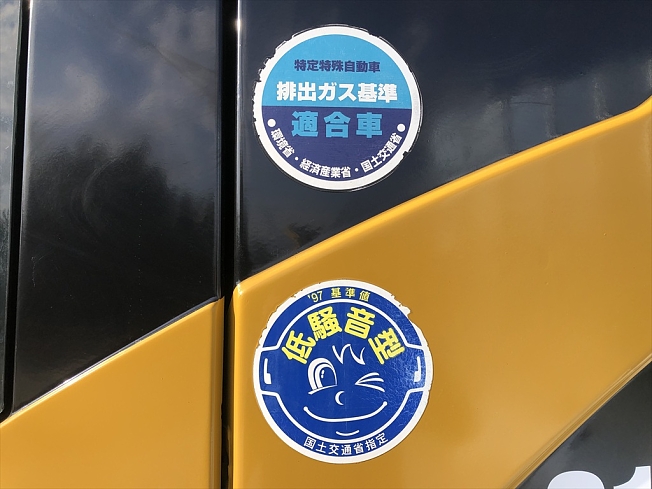 特定特殊自動車
排出ガス基準
適合車
環境省・経済産業省・国土交通省
'97 基準値
低騒音型
国土交通省指定